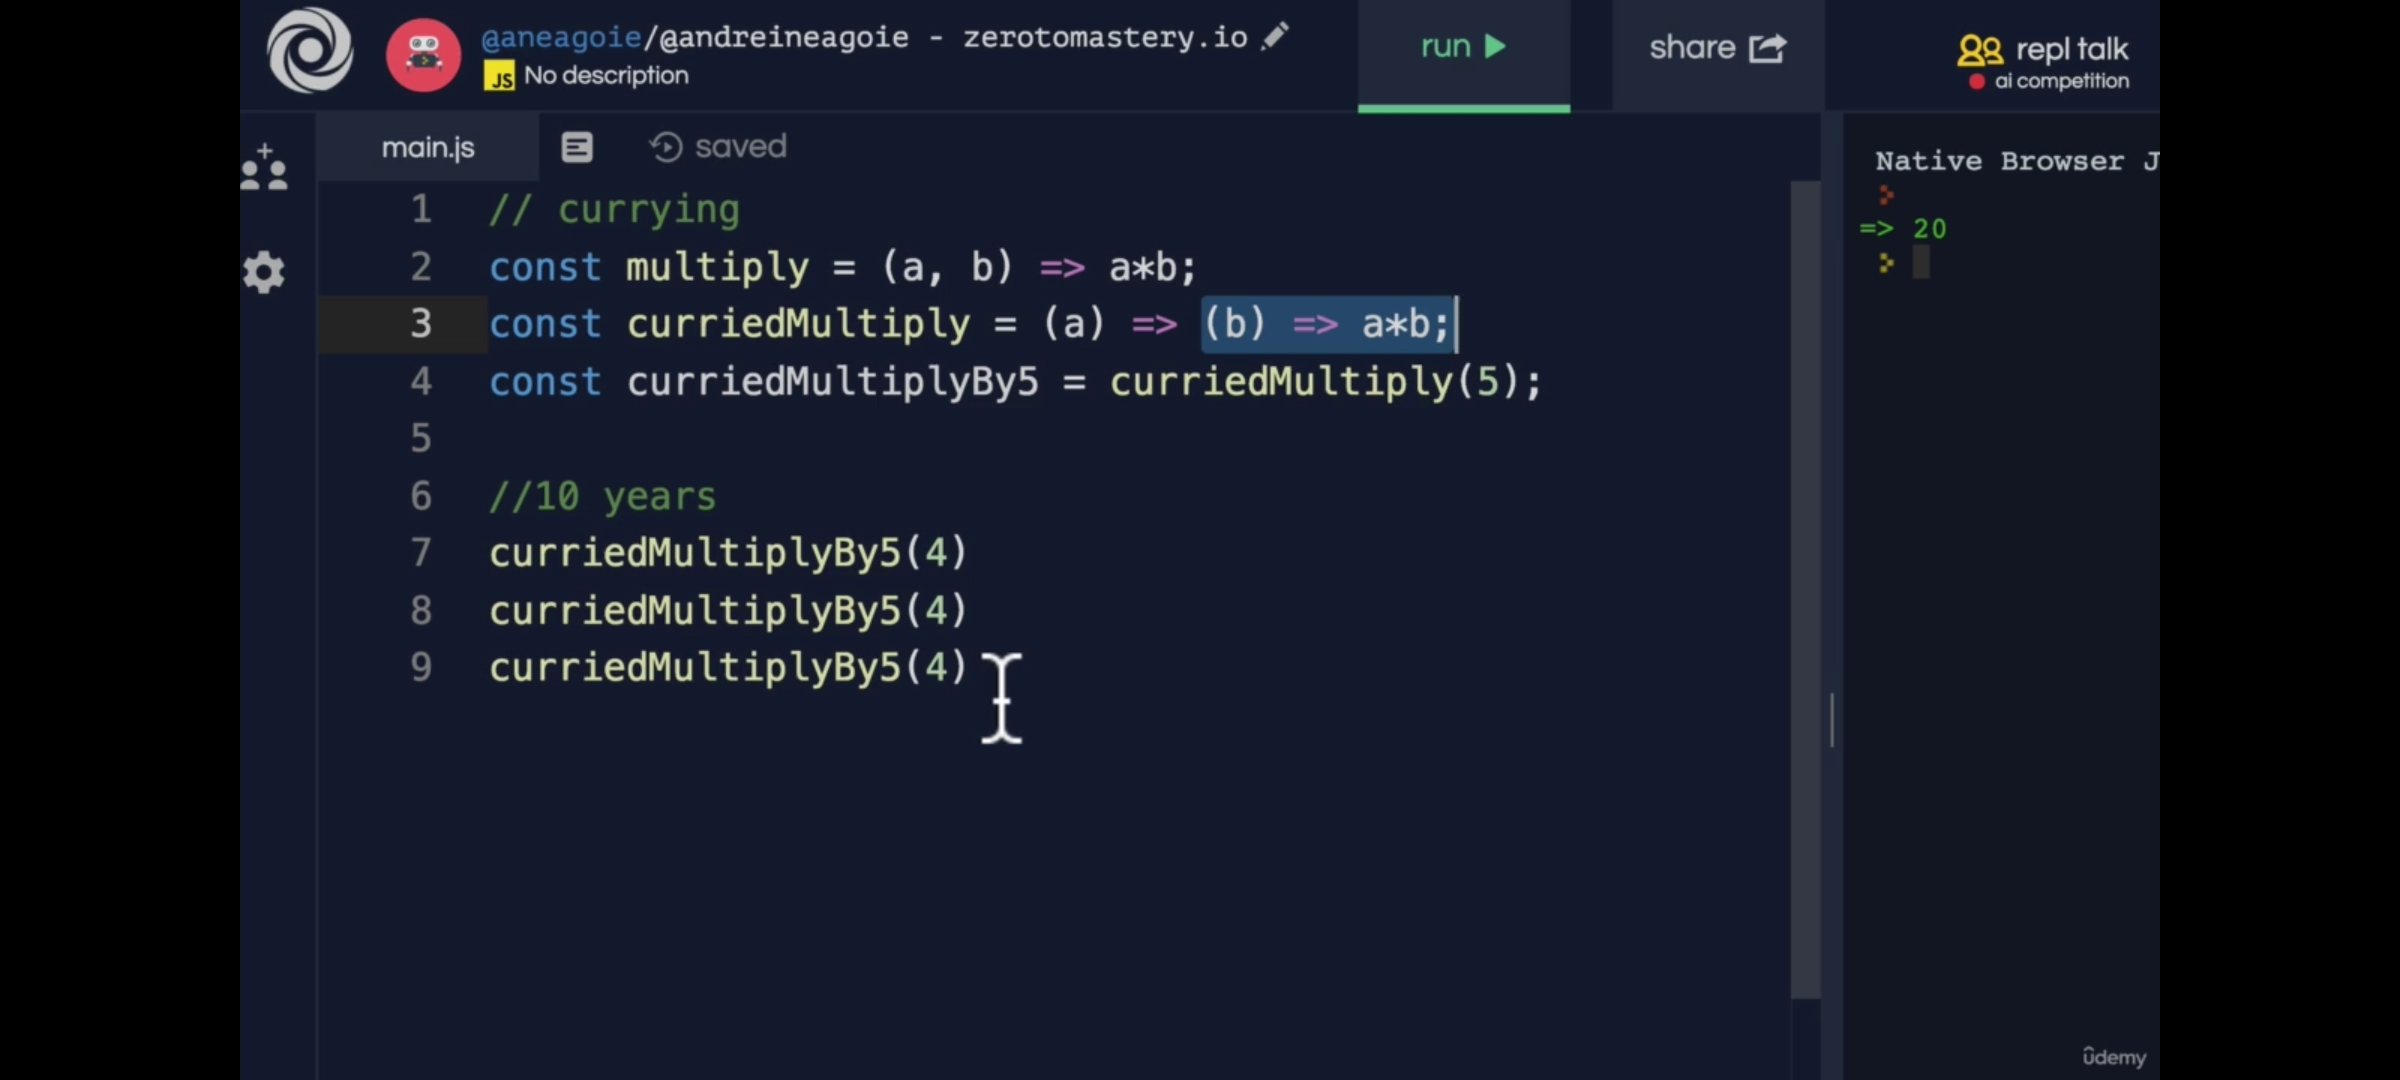 @aneagoie/@andreineagoie - zerotomastery.io
JS No description
run
share
repl talk
ai competition
main.js
saved
1 // currying
2 const multiply = (a, b) => a*b;
3 const curriedMultiply = (a) => (b) => a*b;
4 const curriedMultiplyBy5 = curriedMultiply(5);
5
6 //10 years
7 curriedMultiplyBy5(4)
8 curriedMultiplyBy5(4)
9 curriedMultiplyBy5(4)
Native Browser J
=> 20
ûdemy